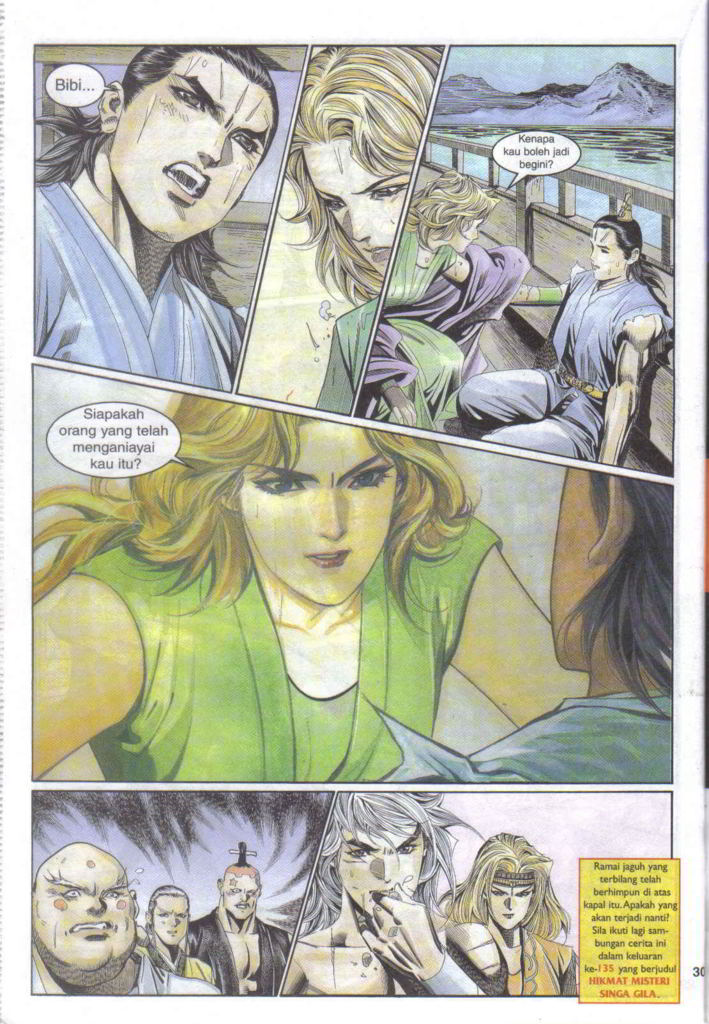 Bibi...
Kenapa
kau boleh jadi
begini?
Siapakah
orang yang telah
menganiayai
kau itu?
Ramai jaguh yang
terbilang telah
berhimpun di atas
kapal itu. Apakah yang
akan terjadi nanti?
Sila ikuti lagi sam-
bungan cerita ini
dalam keluaran
ke-135 yang berjudul
HIKMAT MISTERI
SINGA GILA.
30